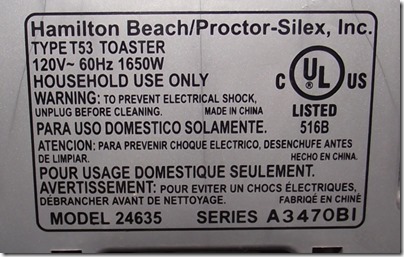 Hamilton Beach/Proctor-Silex, Inc.
TYPE T53 TOASTER
120V~ 60Hz 1650W
HOUSEHOLD USE ONLY
WARNING: TO PREVENT ELECTRICAL SHOCK,
UNPLUG BEFORE CLEANING. MADE IN CHINA
C UL US
LISTED
516B
PARA USO DOMESTICO SOLAMENTE.
ATENCION: PARA PREVENIR CHOQUE ELECTRICO, DESENCHUFE ANTES
DE LIMPIAR. HECHO EN CHINA.
POUR USAGE DOMESTIQUE SEULEMENT.
AVERTISSEMENT: POUR EVITER UN CHOCS ÉLECTRIQUES,
DÉBRANCHER AVANT DE NETTOYAGE. FABRIQÉ EN CHINÉ
MODEL 24635 SERIES A3470BI